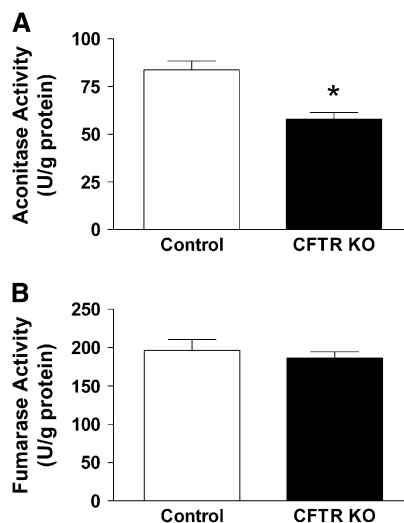 A
Aconitase Activity
(U/g protein)
100
75
50
25
0
*
Control
CFTR KO
B
Fumarase Activity
(U/g protein)
250
200
150
100
50
0
Control
CFTR KO